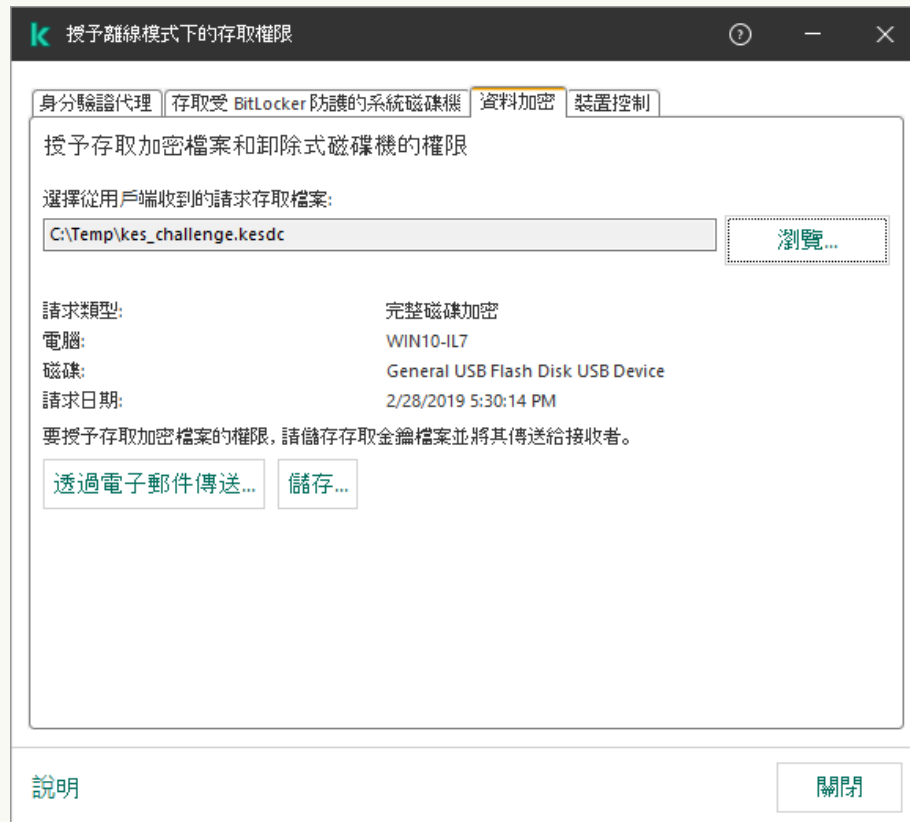 授予離線模式下的存取權限
身分驗證代理 存取受 BitLocker 防護的系統磁碟機 資料加密 裝置控制
授予存取加密檔案和卸除式磁碟機的權限
選擇從用戶端收到的請求存取檔案:
C:\Temp\kes_challenge.kesdc 瀏覽...
請求類型: 完整磁碟加密
電腦: WIN10-IL7
磁碟: General USB Flash Disk USB Device
請求日期: 2/28/2019 5:30:14 PM
要授予存取加密檔案的權限, 請儲存存取金鑰檔案並將其傳送給接收者。
透過電子郵件傳送... 儲存...
說明 關閉